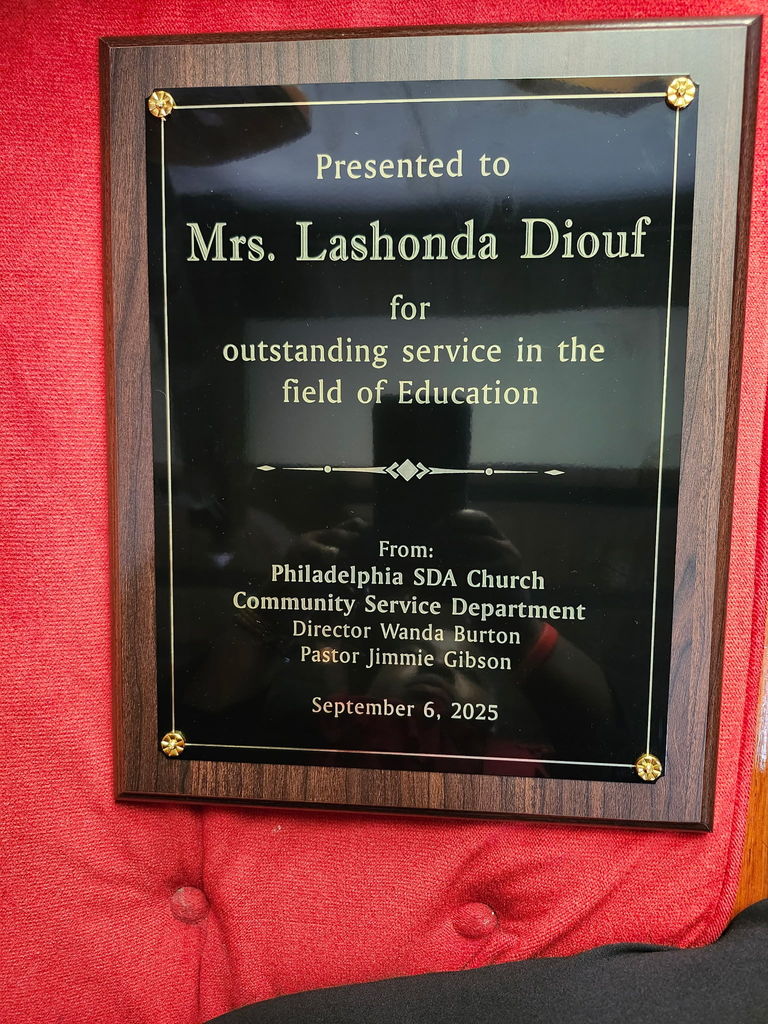 Presented to
Mrs. Lashonda Diouf
for
outstanding service in the
field of Education
From:
Philadelphia SDA Church
Community Service Department
Director Wanda Burton
Pastor Jimmie Gibson
September 6, 2025